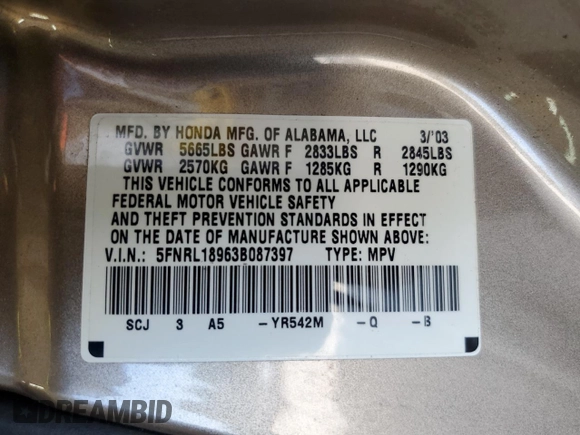 MFD. BY HONDA MFG. OF ALABAMA, LLC 3/'03
GVWR 5665LBS GAWR F 2833LBS R 2845LBS
GVWR 2570KG GAWR F 1285KG R 1290KG
THIS VEHICLE CONFORMS TO ALL APPLICABLE
FEDERAL MOTOR VEHICLE SAFETY
AND THEFT PREVENTION STANDARDS IN EFFECT
ON THE DATE OF MANUFACTURE SHOWN ABOVE:
V.I.N.: 5FNRL18963B087397 TYPE: MPV
SCJ 3 A5 -YR542M -Q -B
DREAMBID